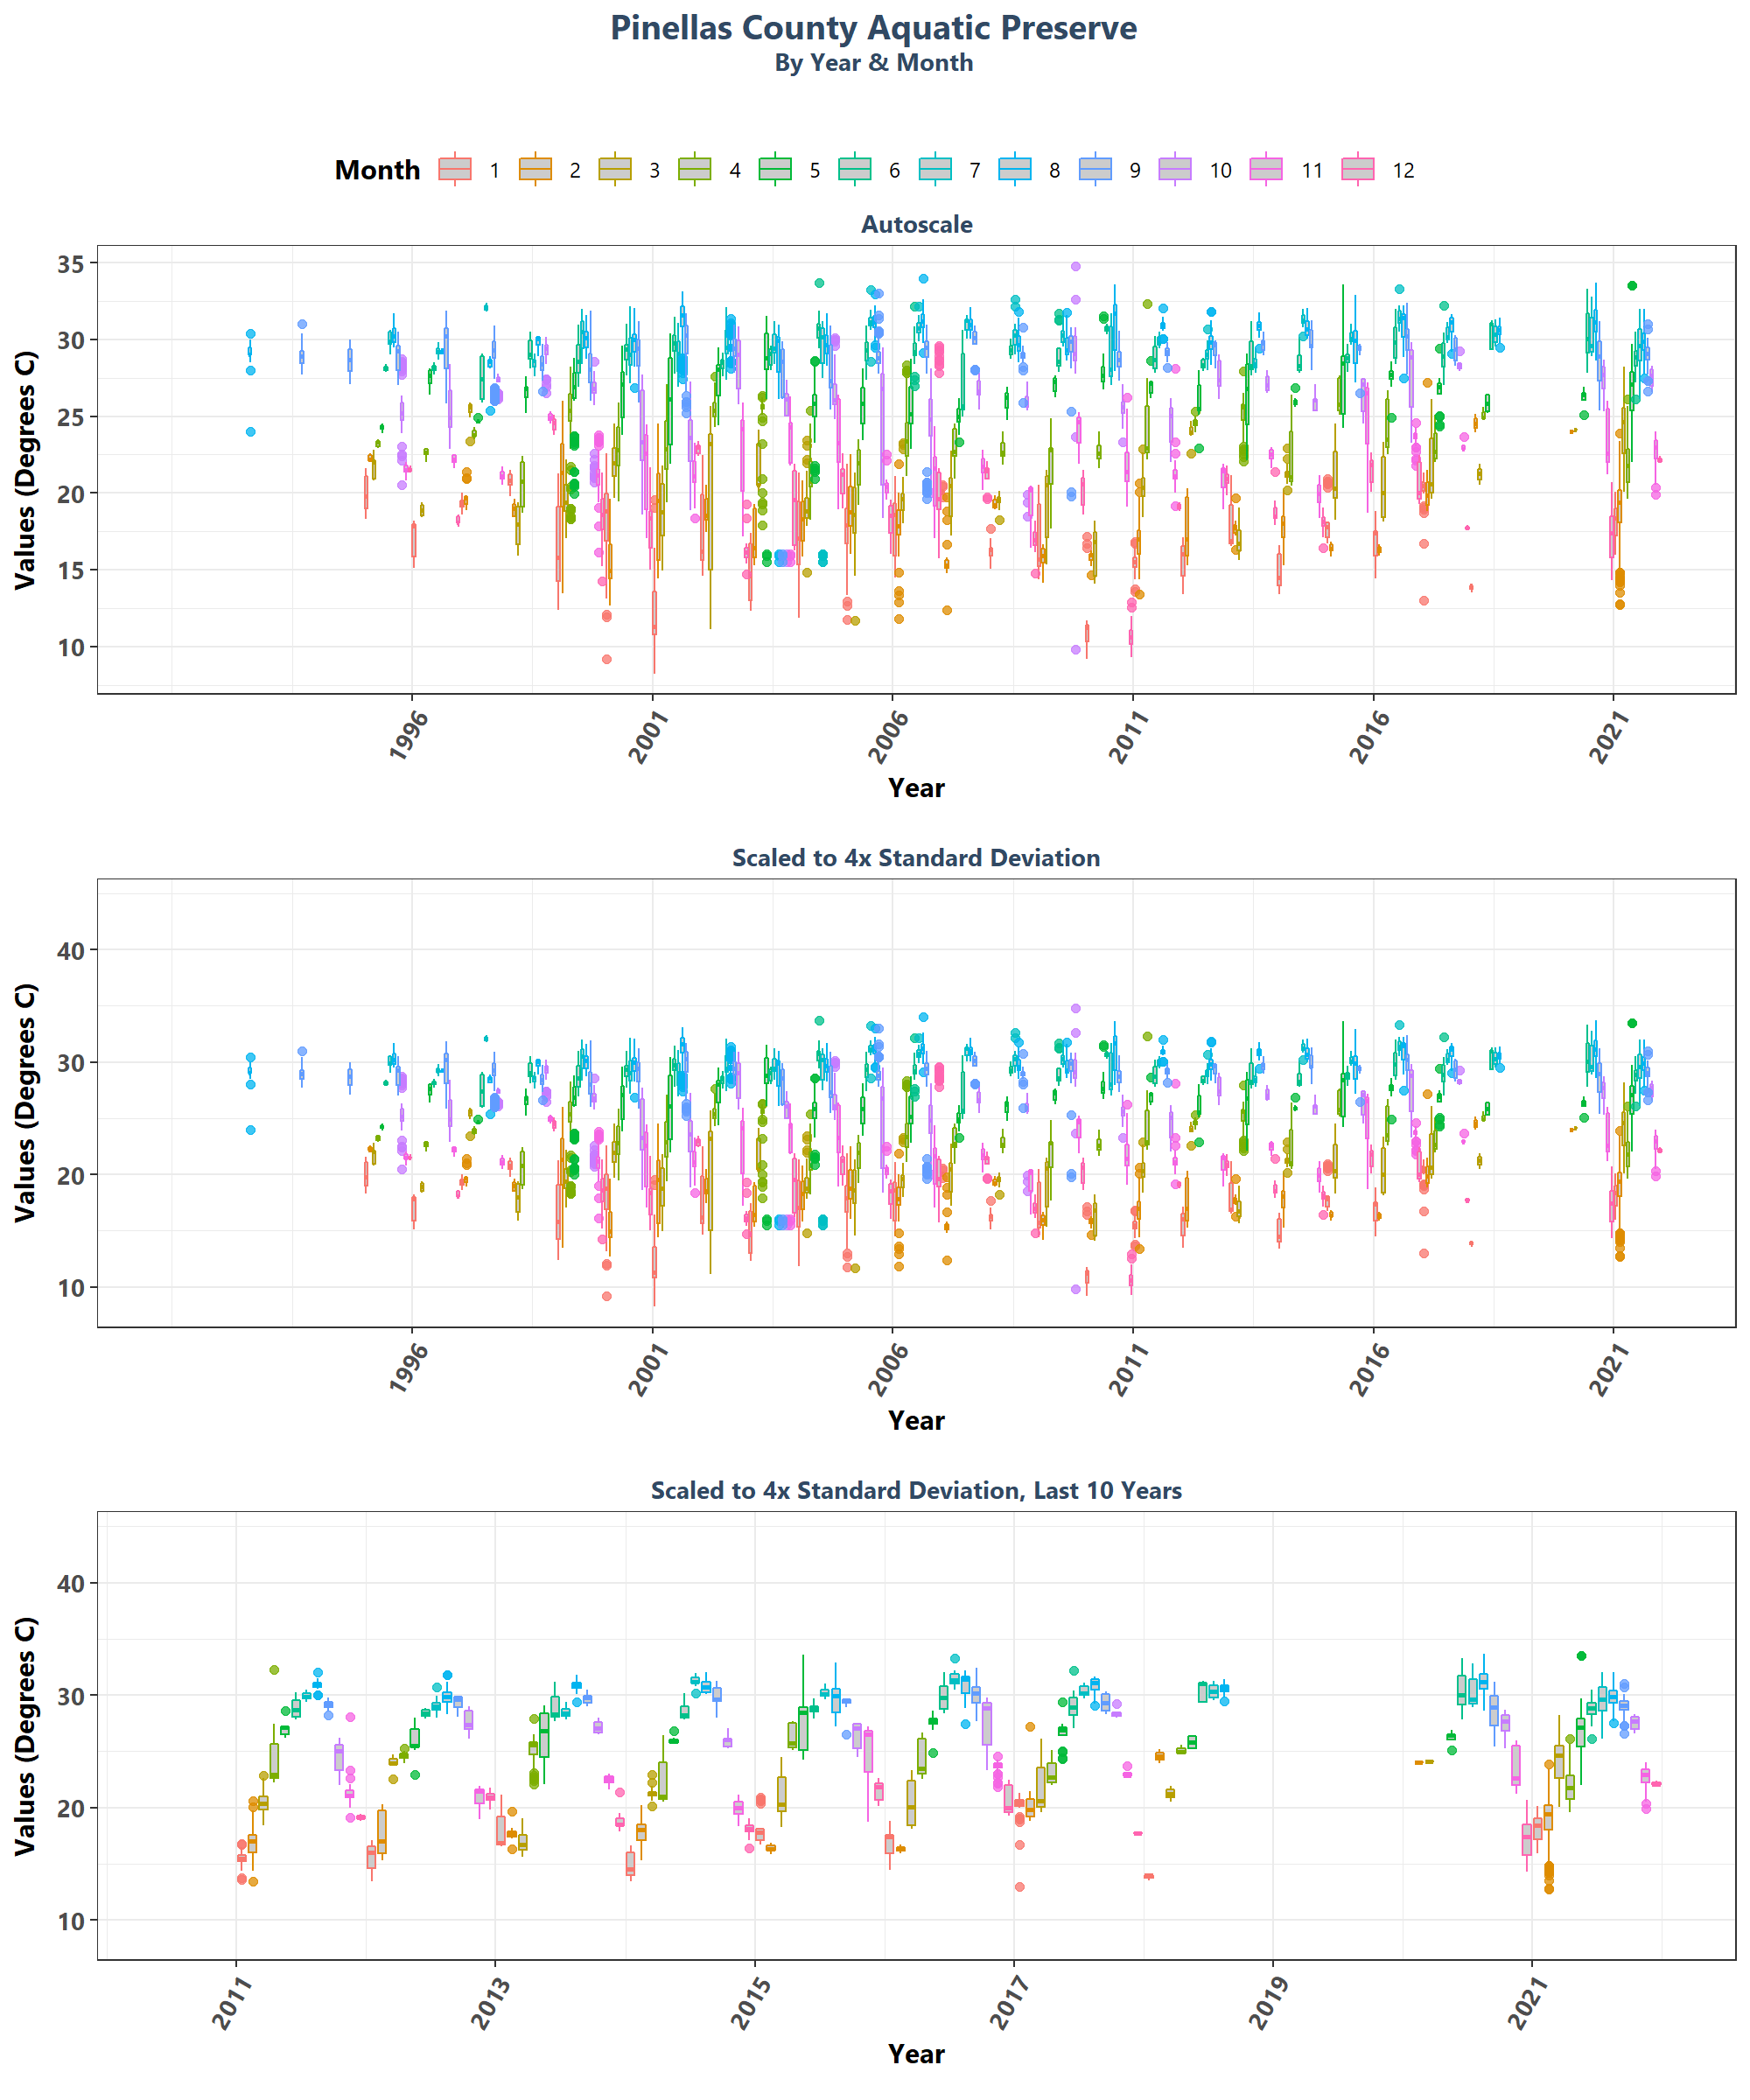 Pinellas County Aquatic Preserve
By Year & Month
Month 1 2 3 4 5 6 7 8 9 10 11 12
Autoscale
Values (Degrees C)
35
30
25
20
15
10
1996 2001 2006 2011 2016 2021
Year
Scaled to 4x Standard Deviation
Values (Degrees C)
40
30
20
10
1996 2001 2006 2011 2016 2021
Year
Scaled to 4x Standard Deviation, Last 10 Years
Values (Degrees C)
40
30
20
10
2011 2013 2015 2017 2019 2021
Year